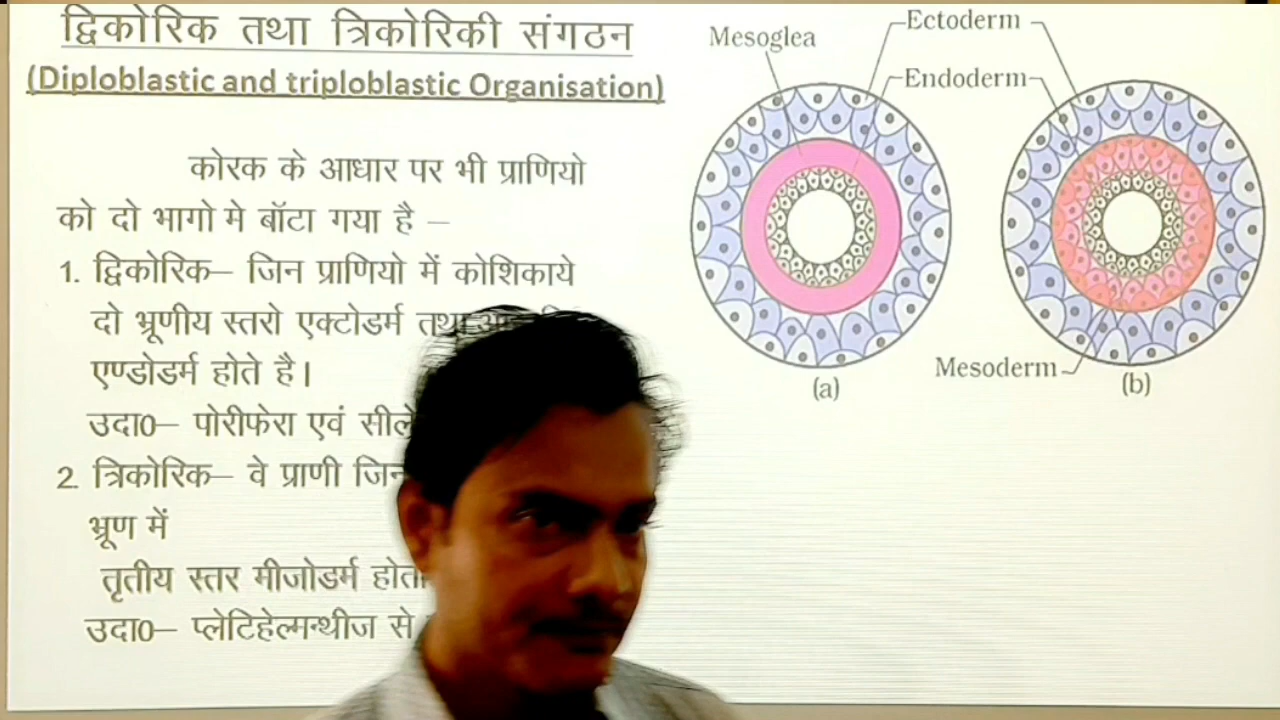 द्विकोरिक तथा त्रिकोरिकी संगठन
(Diploblastic and triploblastic Organisation)
कोरक के आधार पर भी प्राणियो
को दो भागो मे बॉटा गया है –
1. द्विकोरिक– जिन प्राणियो में कोशिकाये
दो भ्रूणीय स्तरो एक्टोडर्म तथा
एण्डोडर्म होते है।
उदा0– पोरीफेरा एवं
2. त्रिकोरिक– वे प्राणी
भ्रूण में
तृतीय स्तर मीजोडर्म
उदा0– प्लेटिहेल्मन्थीज से
Mesoglea
Ectoderm
Endoderm
Mesoderm
(a)
(b)